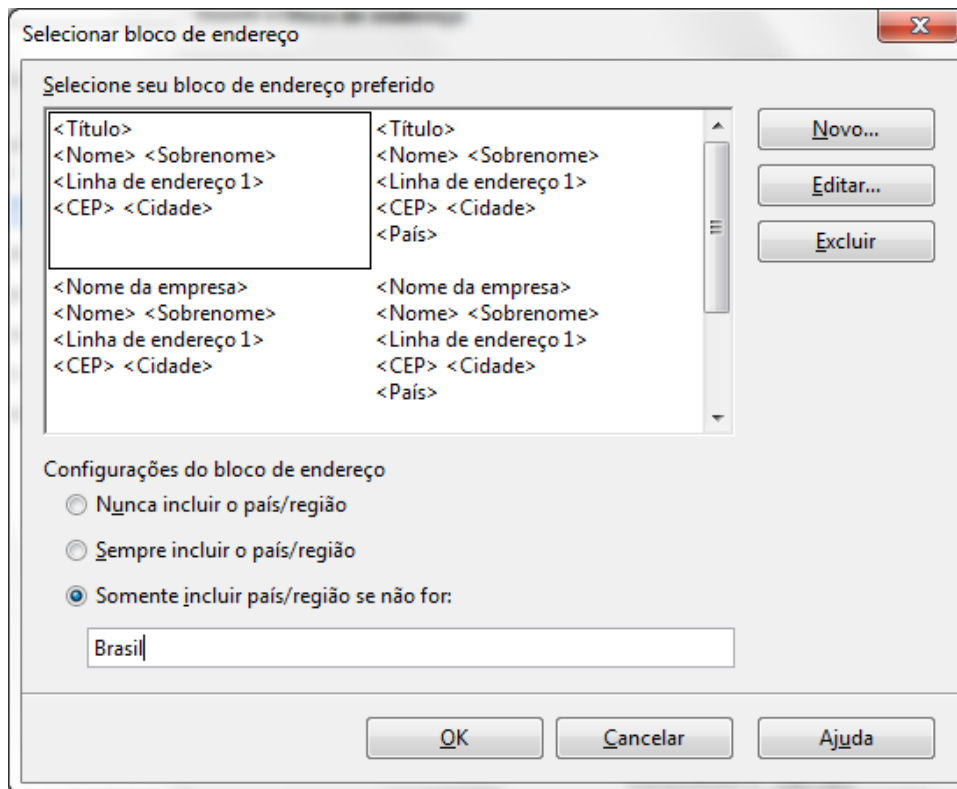 Selecionar bloco de endereço
Selecione seu bloco de endereço preferido
<Título>
<Nome> <Sobrenome>
<Linha de endereço 1>
<CEP> <Cidade>
<Título>
<Nome> <Sobrenome>
<Linha de endereço 1>
<CEP> <Cidade>
<País>
<Nome da empresa>
<Nome> <Sobrenome>
<Linha de endereço 1>
<CEP> <Cidade>
<Nome da empresa>
<Nome> <Sobrenome>
<Linha de endereço 1>
<CEP> <Cidade>
<País>
Novo...
Editar...
Excluir
Configurações do bloco de endereço
Nunca incluir o país/região
Sempre incluir o país/região
Somente incluir país/região se não for:
Brasil
OK
Cancelar
Ajuda